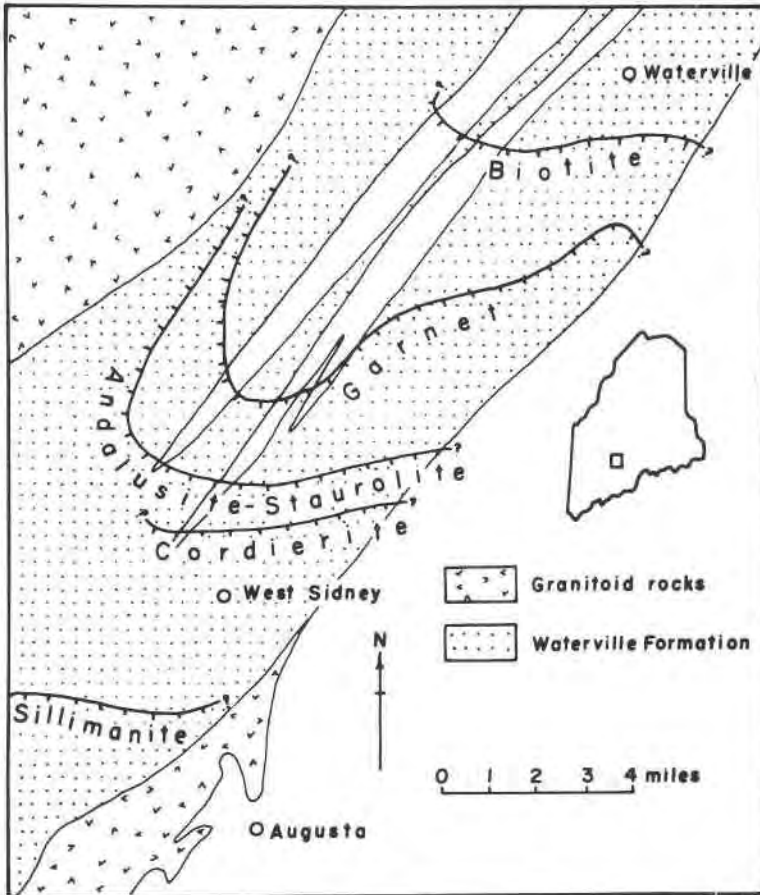 Waterville
?
Biotite
?
?
?
Garnet
?
Andalusite-Staurolite
?
?
Cordierite
?
West Sidney
Granitoid rocks
Waterville Formation
N
Sillimanite
?
0 1 2 3 4 miles
Augusta